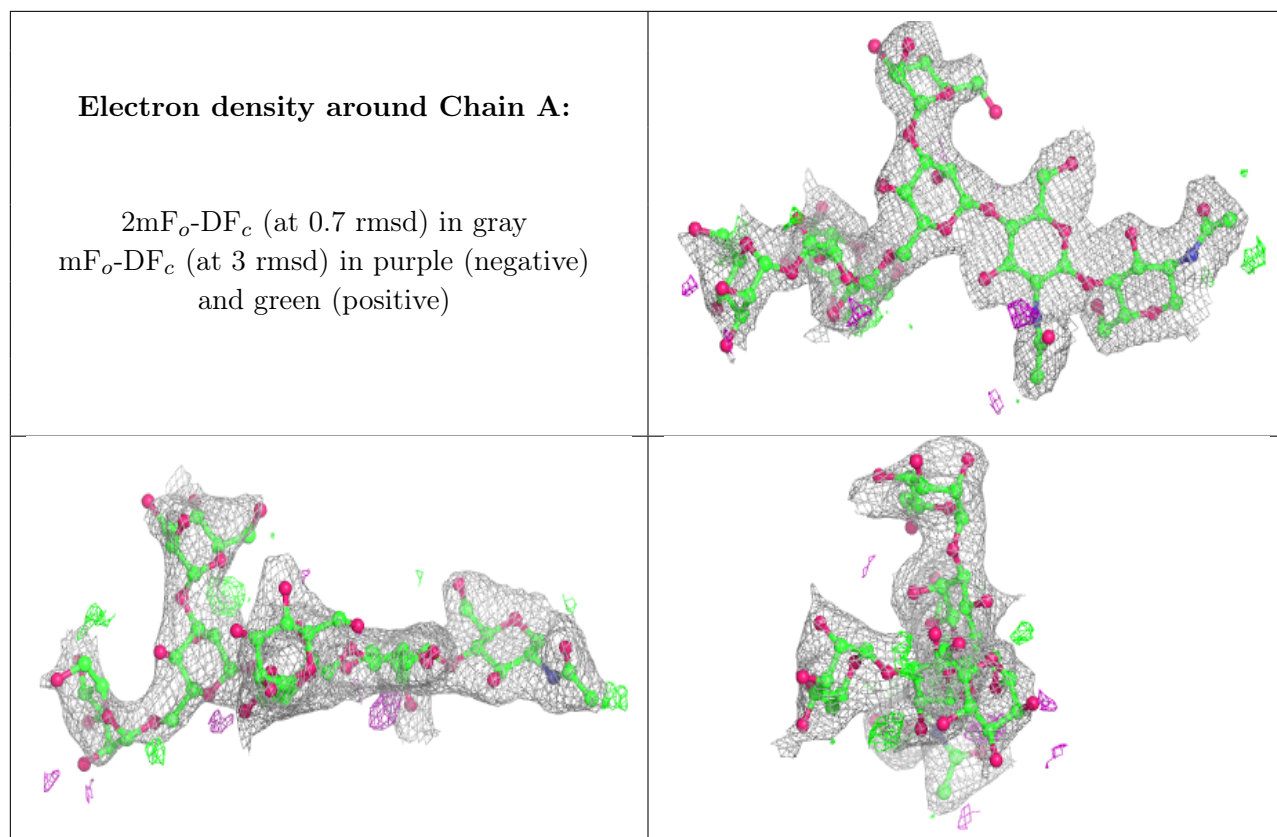 Electron density around Chain A:
2mFₒ-DF𝒸 (at 0.7 rmsd) in gray
mFₒ-DF𝒸 (at 3 rmsd) in purple (negative)
and green (positive)